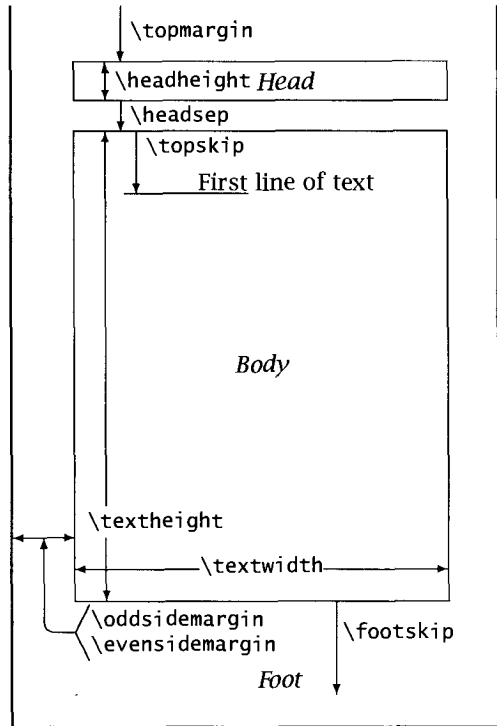 \topmargin
\headheight Head
\headsep
\topskip
First line of text
Body
\textheight
\textwidth
\oddsidemargin
\evensidemargin
\footskip
Foot